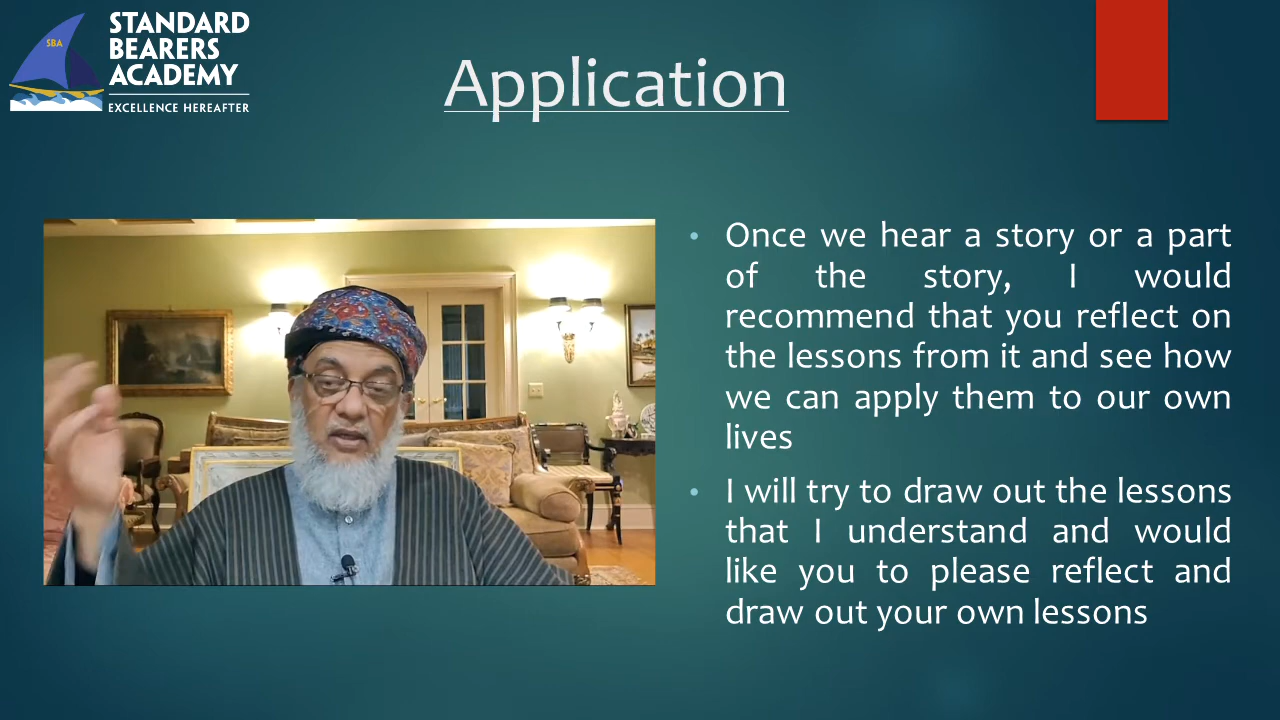 SBA
STANDARD
BEARERS
ACADEMY
EXCELLENCE HEREAFTER
Application
• Once we hear a story or a part
of the story, I would
recommend that you reflect on
the lessons from it and see how
we can apply them to our own
lives
• I will try to draw out the lessons
that I understand and would
like you to please reflect and
draw out your own lessons